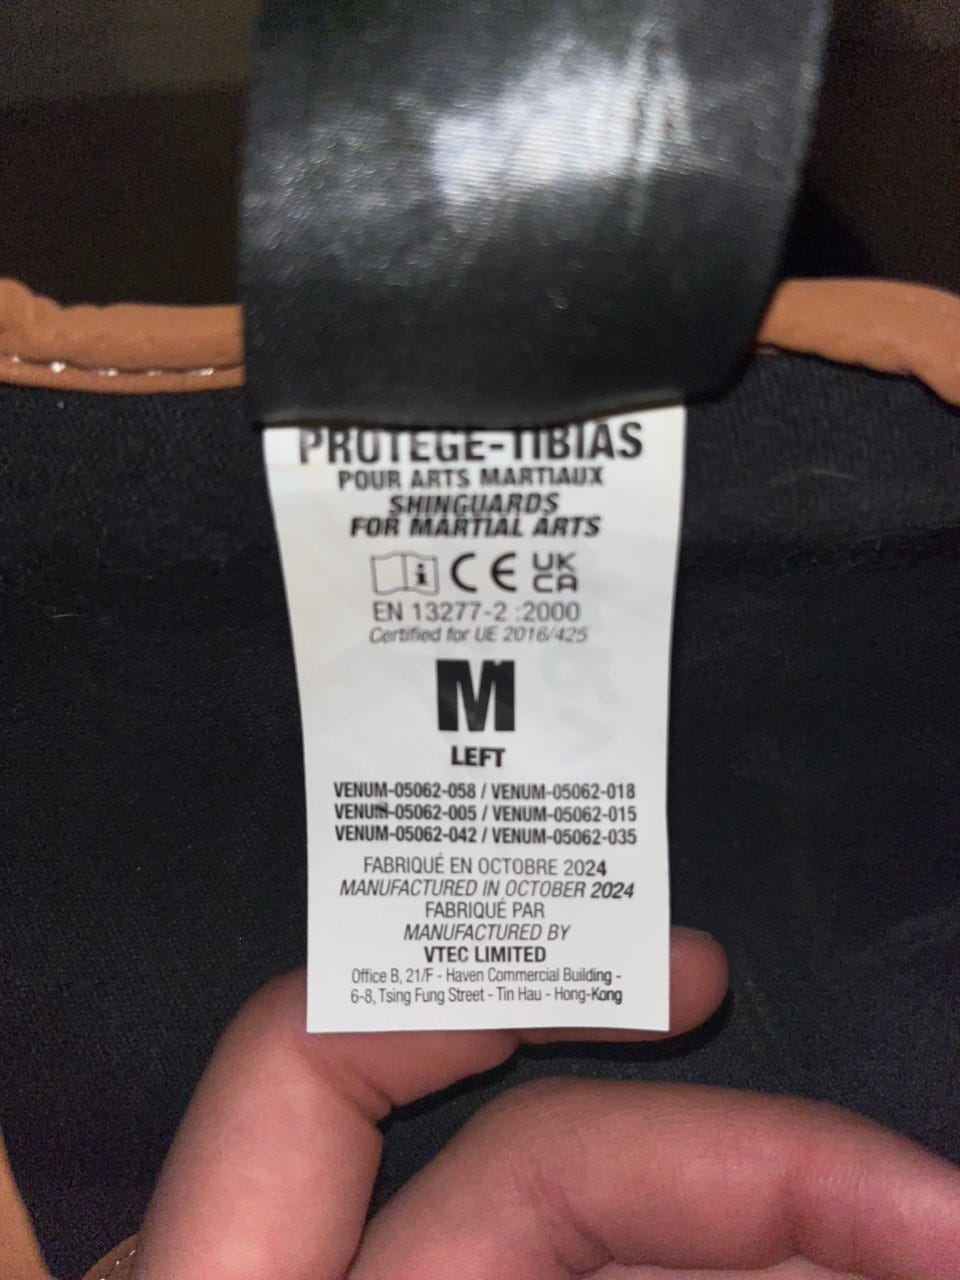 PROTEGE-TIBIAS
POUR ARTS MARTIAUX
SHINGUARDS
FOR MARTIAL ARTS
i CE UK CA
EN 13277-2 :2000
Certified for UE 2016/425
M
LEFT
VENUM-05062-058 / VENUM-05062-018
VENUM-05062-005 / VENUM-05062-015
VENUM-05062-042 / VENUM-05062-035
FABRIQUÉ EN OCTOBRE 2024
MANUFACTURED IN OCTOBER 2024
FABRIQUÉ PAR
MANUFACTURED BY
VTEC LIMITED
Office B, 21/F - Haven Commercial Building -
6-8, Tsing Fung Street - Tin Hau - Hong-Kong